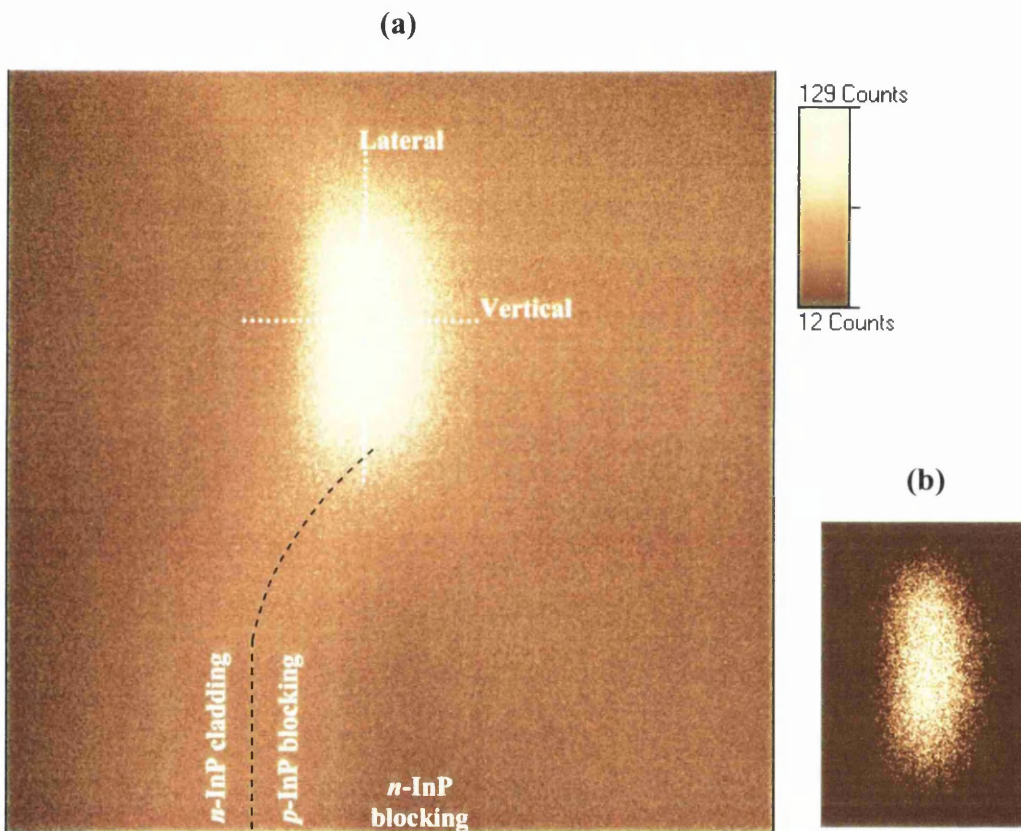 (a)
129 Counts
Lateral
Vertical
12 Counts
(b)
n-InP cladding
p-InP blocking
n-InP
blocking